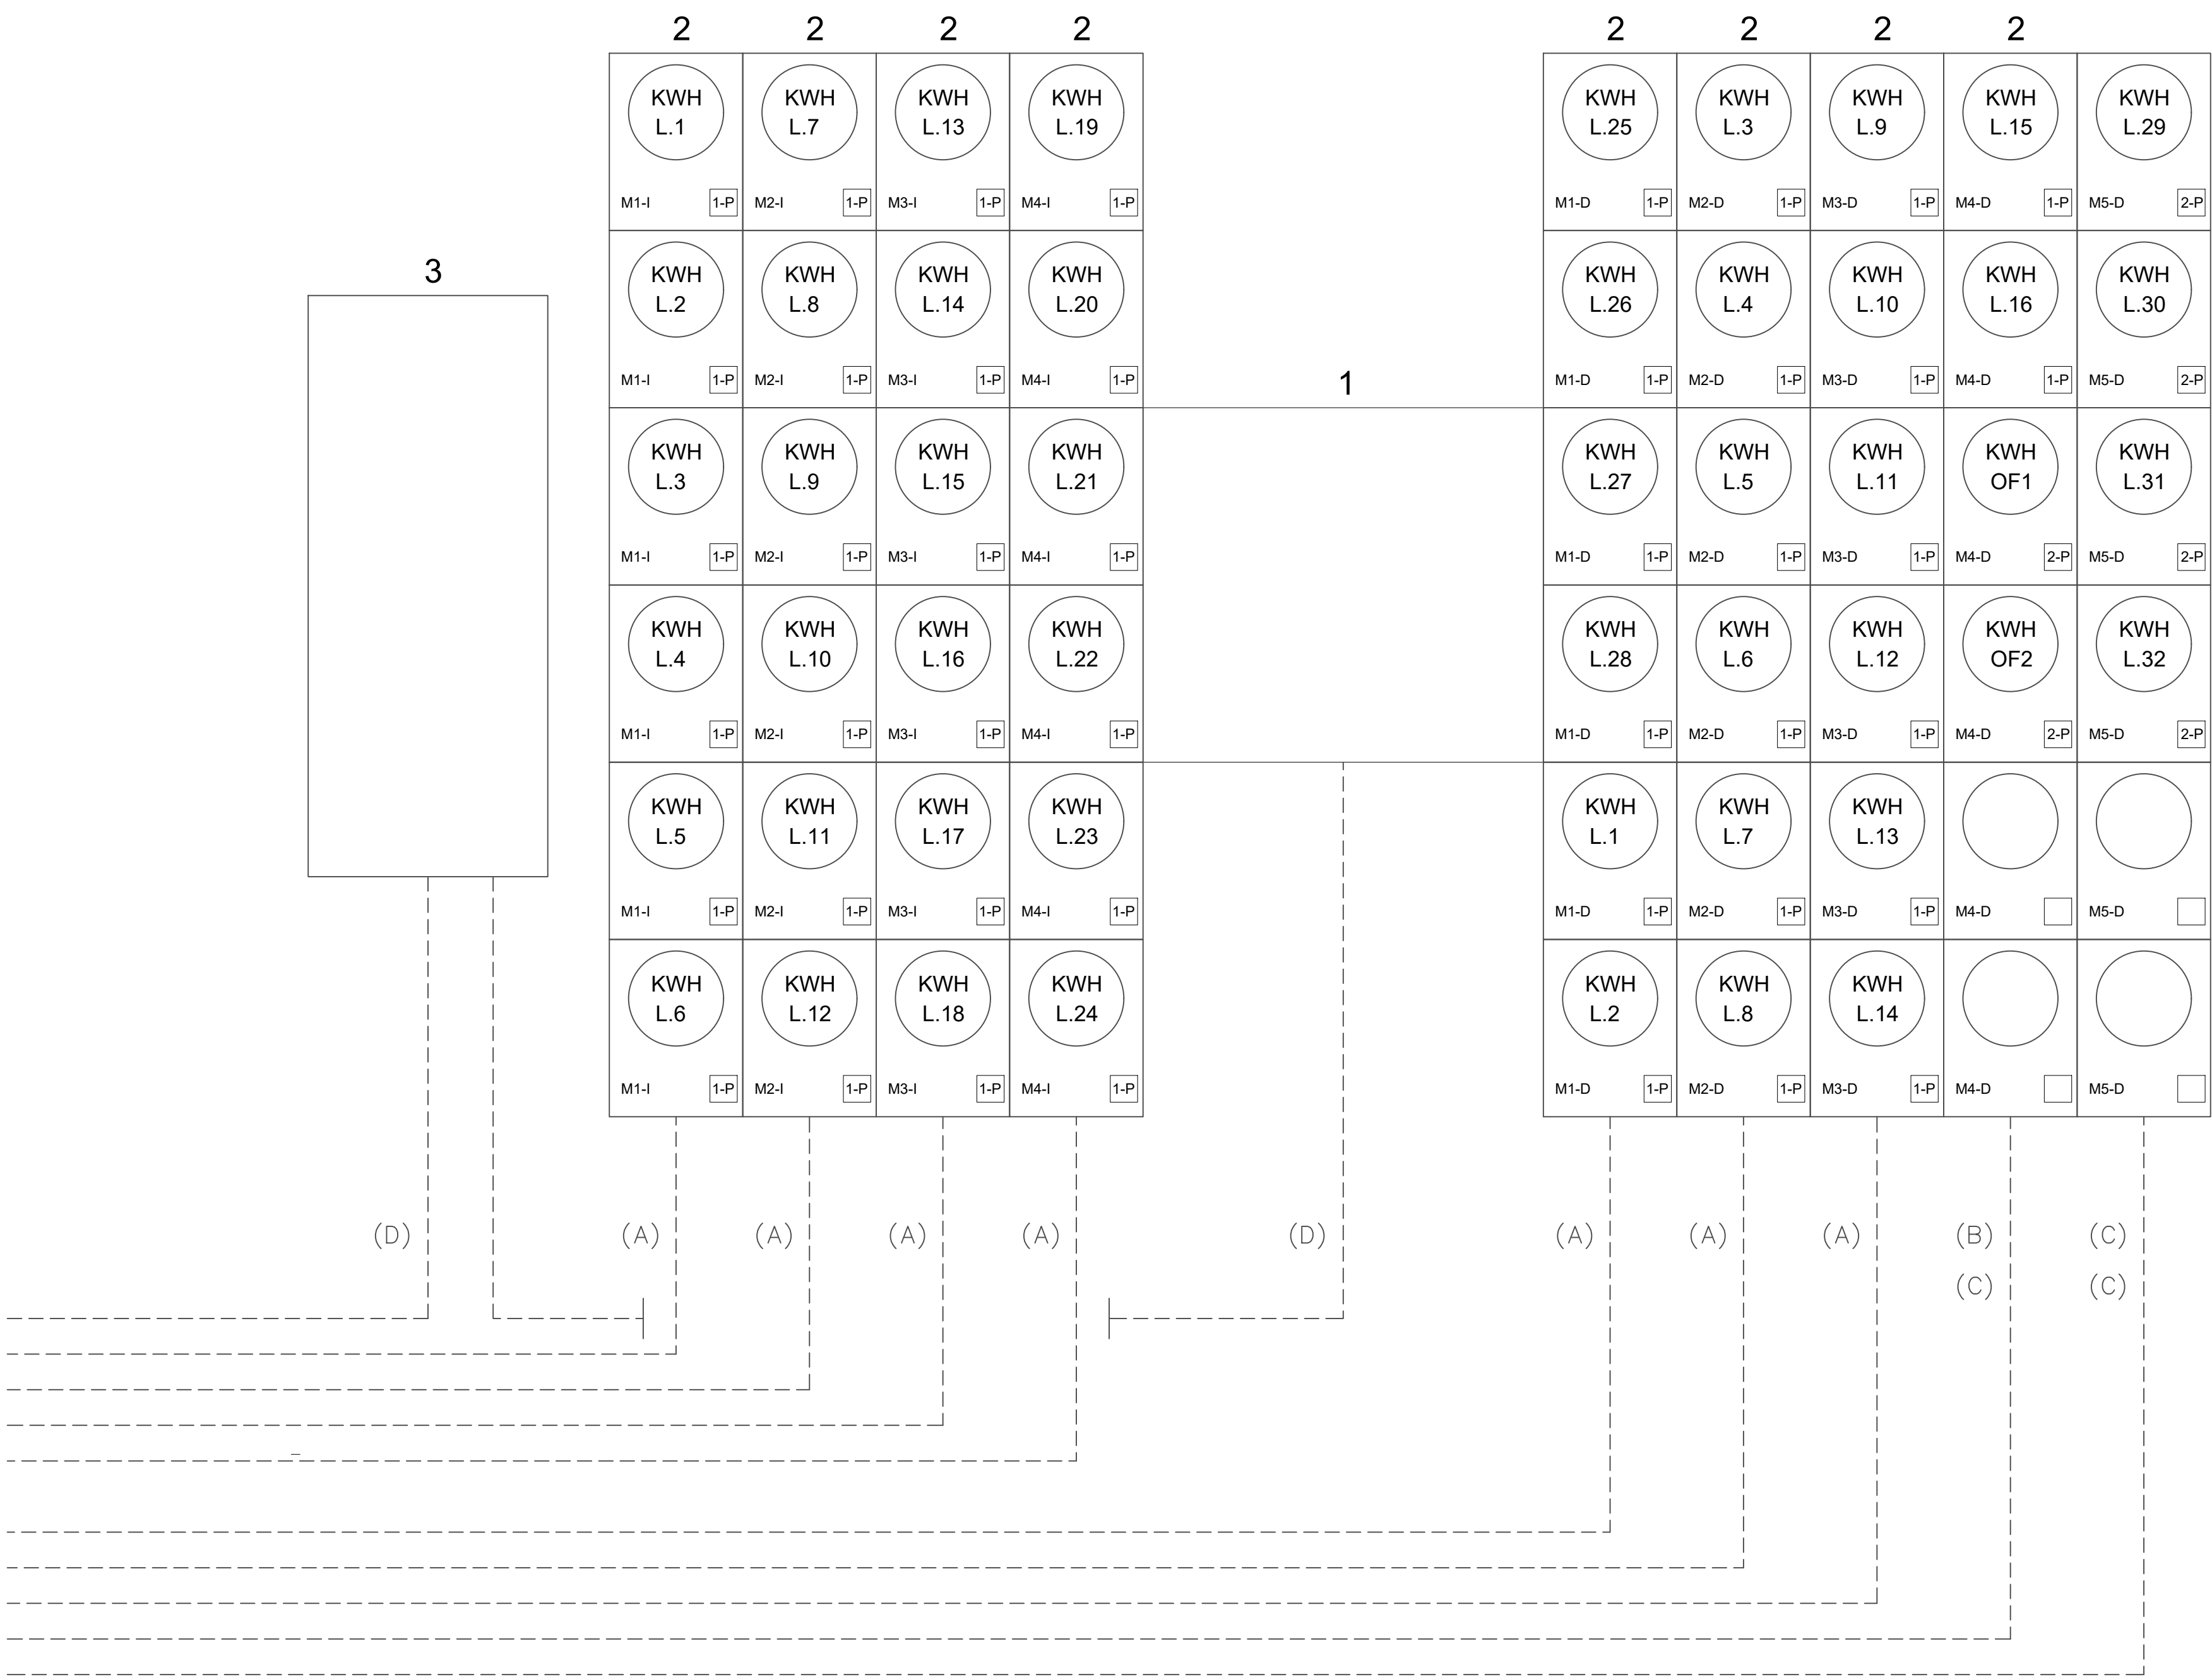 2 2 2 2 2 2 2 2
KWH KWH KWH KWH KWH KWH KWH KWH KWH
L.1 L.7 L.13 L.19 L.25 L.3 L.9 L.15 L.29
M1-I 1-P M2-I 1-P M3-I 1-P M4-I 1-P M1-D 1-P M2-D 1-P M3-D 1-P M4-D 1-P M5-D 2-P
3
KWH KWH KWH KWH KWH KWH KWH KWH KWH
L.2 L.8 L.14 L.20 L.26 L.4 L.10 L.16 L.30
M1-I 1-P M2-I 1-P M3-I 1-P M4-I 1-P 1 M1-D 1-P M2-D 1-P M3-D 1-P M4-D 1-P M5-D 2-P
KWH KWH KWH KWH KWH KWH KWH KWH KWH
L.3 L.9 L.15 L.21 L.27 L.5 L.11 OF1 L.31
M1-I 1-P M2-I 1-P M3-I 1-P M4-I 1-P M1-D 1-P M2-D 1-P M3-D 1-P M4-D 2-P M5-D 2-P
KWH KWH KWH KWH KWH KWH KWH KWH KWH
L.4 L.10 L.16 L.22 L.28 L.6 L.12 OF2 L.32
M1-I 1-P M2-I 1-P M3-I 1-P M4-I 1-P M1-D 1-P M2-D 1-P M3-D 1-P M4-D 2-P M5-D 2-P
KWH KWH KWH KWH KWH KWH KWH
L.5 L.11 L.17 L.23 L.1 L.7 L.13
M1-I 1-P M2-I 1-P M3-I 1-P M4-I 1-P M1-D 1-P M2-D 1-P M3-D 1-P M4-D M5-D
KWH KWH KWH KWH KWH KWH KWH
L.6 L.12 L.18 L.24 L.2 L.8 L.14
M1-I 1-P M2-I 1-P M3-I 1-P M4-I 1-P M1-D 1-P M2-D 1-P M3-D 1-P M4-D M5-D
(D) (A) (A) (A) (A) (D) (A) (A) (A) (B) (C)
(C) (C)